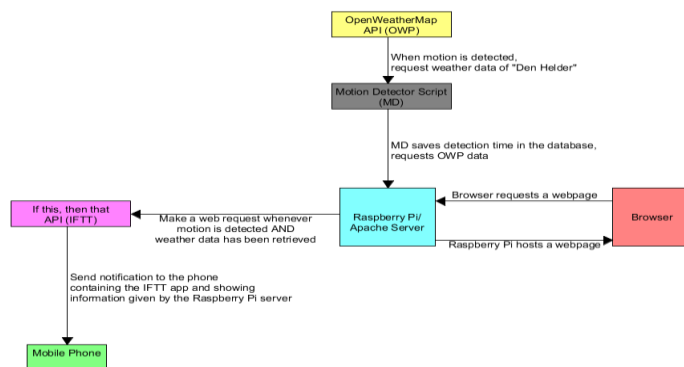 OpenWeatherMap
API (OWP)
When motion is detected,
request weather data of "Den Helder"
Motion Detector Script
(MD)
MD saves detection time in the database,
requests OWP data
If this, then that
API (IFTT)
Make a web request whenever
motion is detected AND
weather data has been retrieved
Raspberry Pi/
Apache Server
Browser requests a webpage
Raspberry Pi hosts a webpage
Browser
Send notification to the phone
containing the IFTT app and showing
information given by the Raspberry Pi server
Mobile Phone